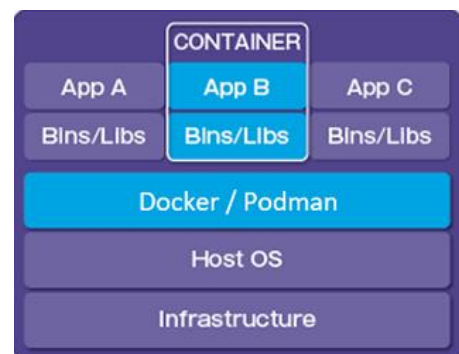 CONTAINER
App A App B App C
Bins/Libs Bins/Libs Bins/Libs
Docker / Podman
Host OS
Infrastructure